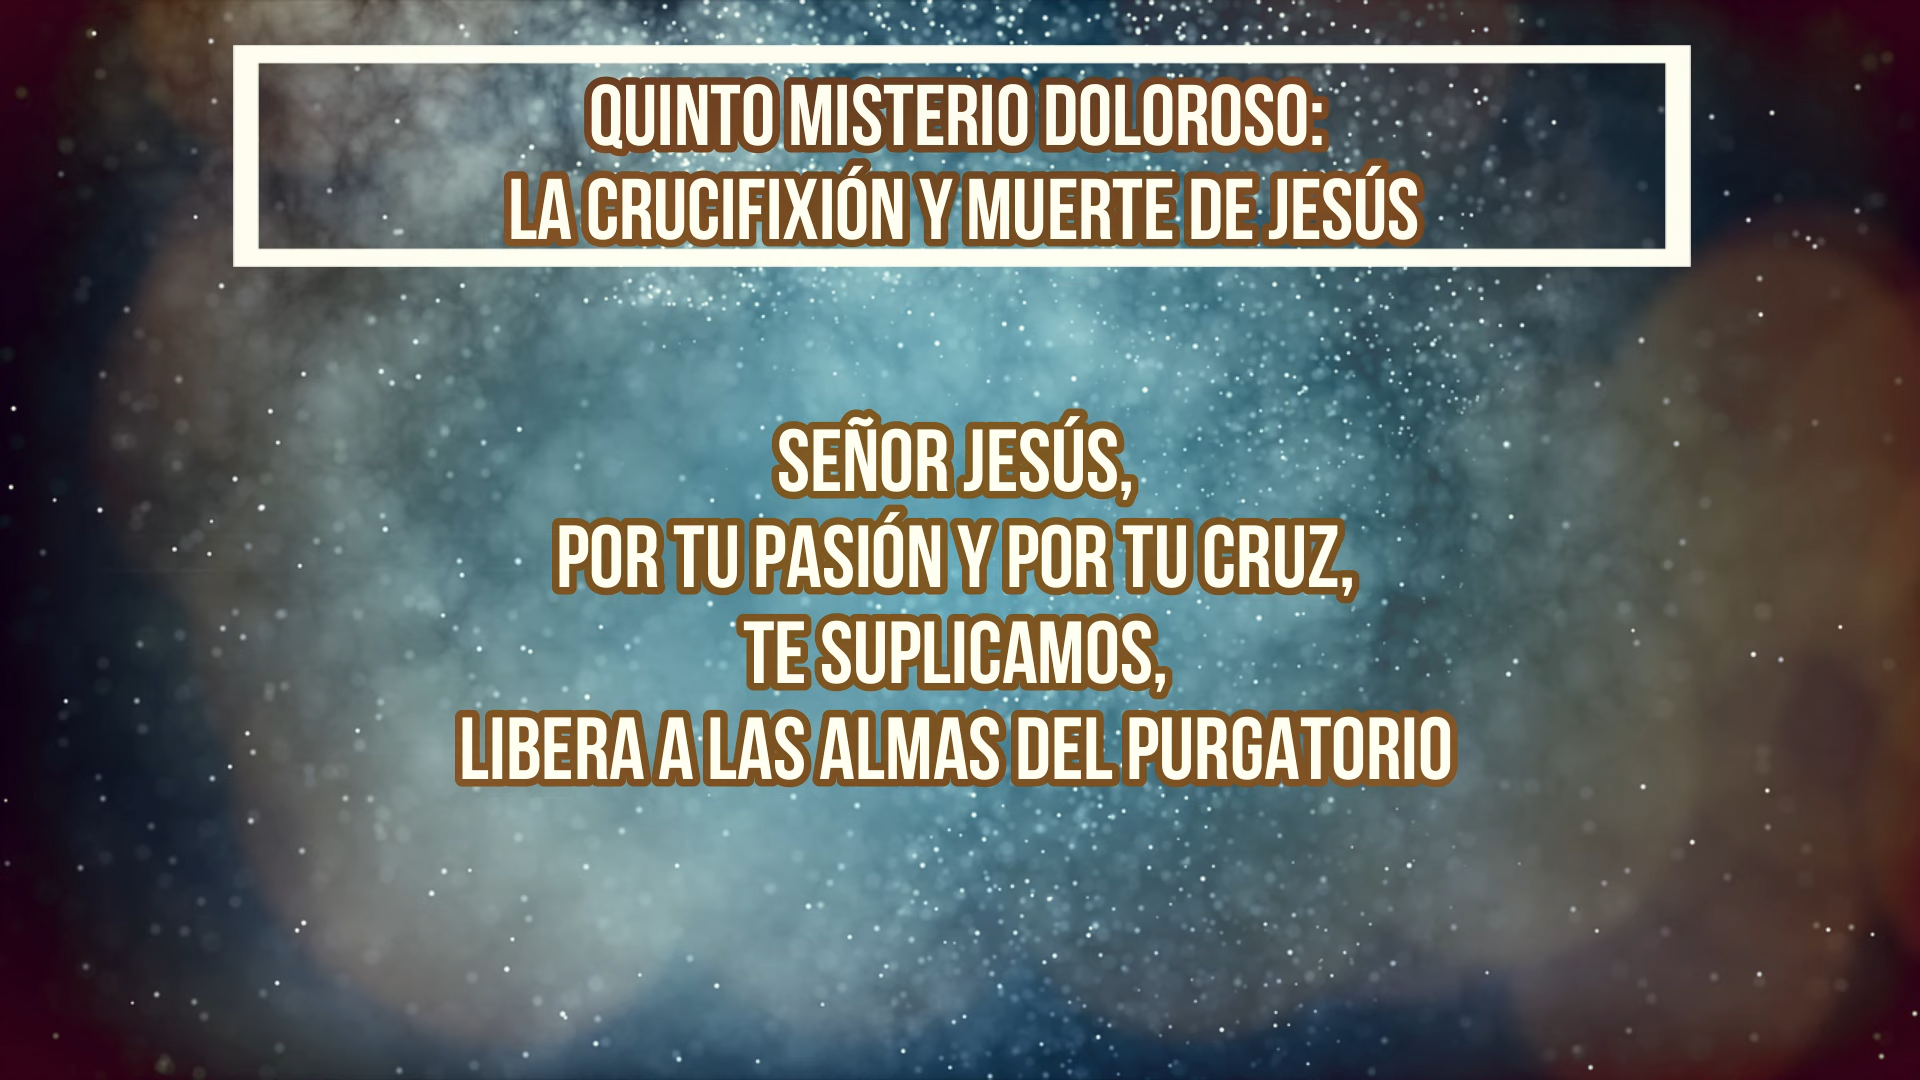 QUINTO MISTERIO DOLOROSO:
LA CRUCIFIXIÓN Y MUERTE DE JESÚS
SEÑOR JESÚS,
POR TU PASIÓN Y POR TU CRUZ,
TE SUPLICAMOS,
LIBERA A LAS ALMAS DEL PURGATORIO